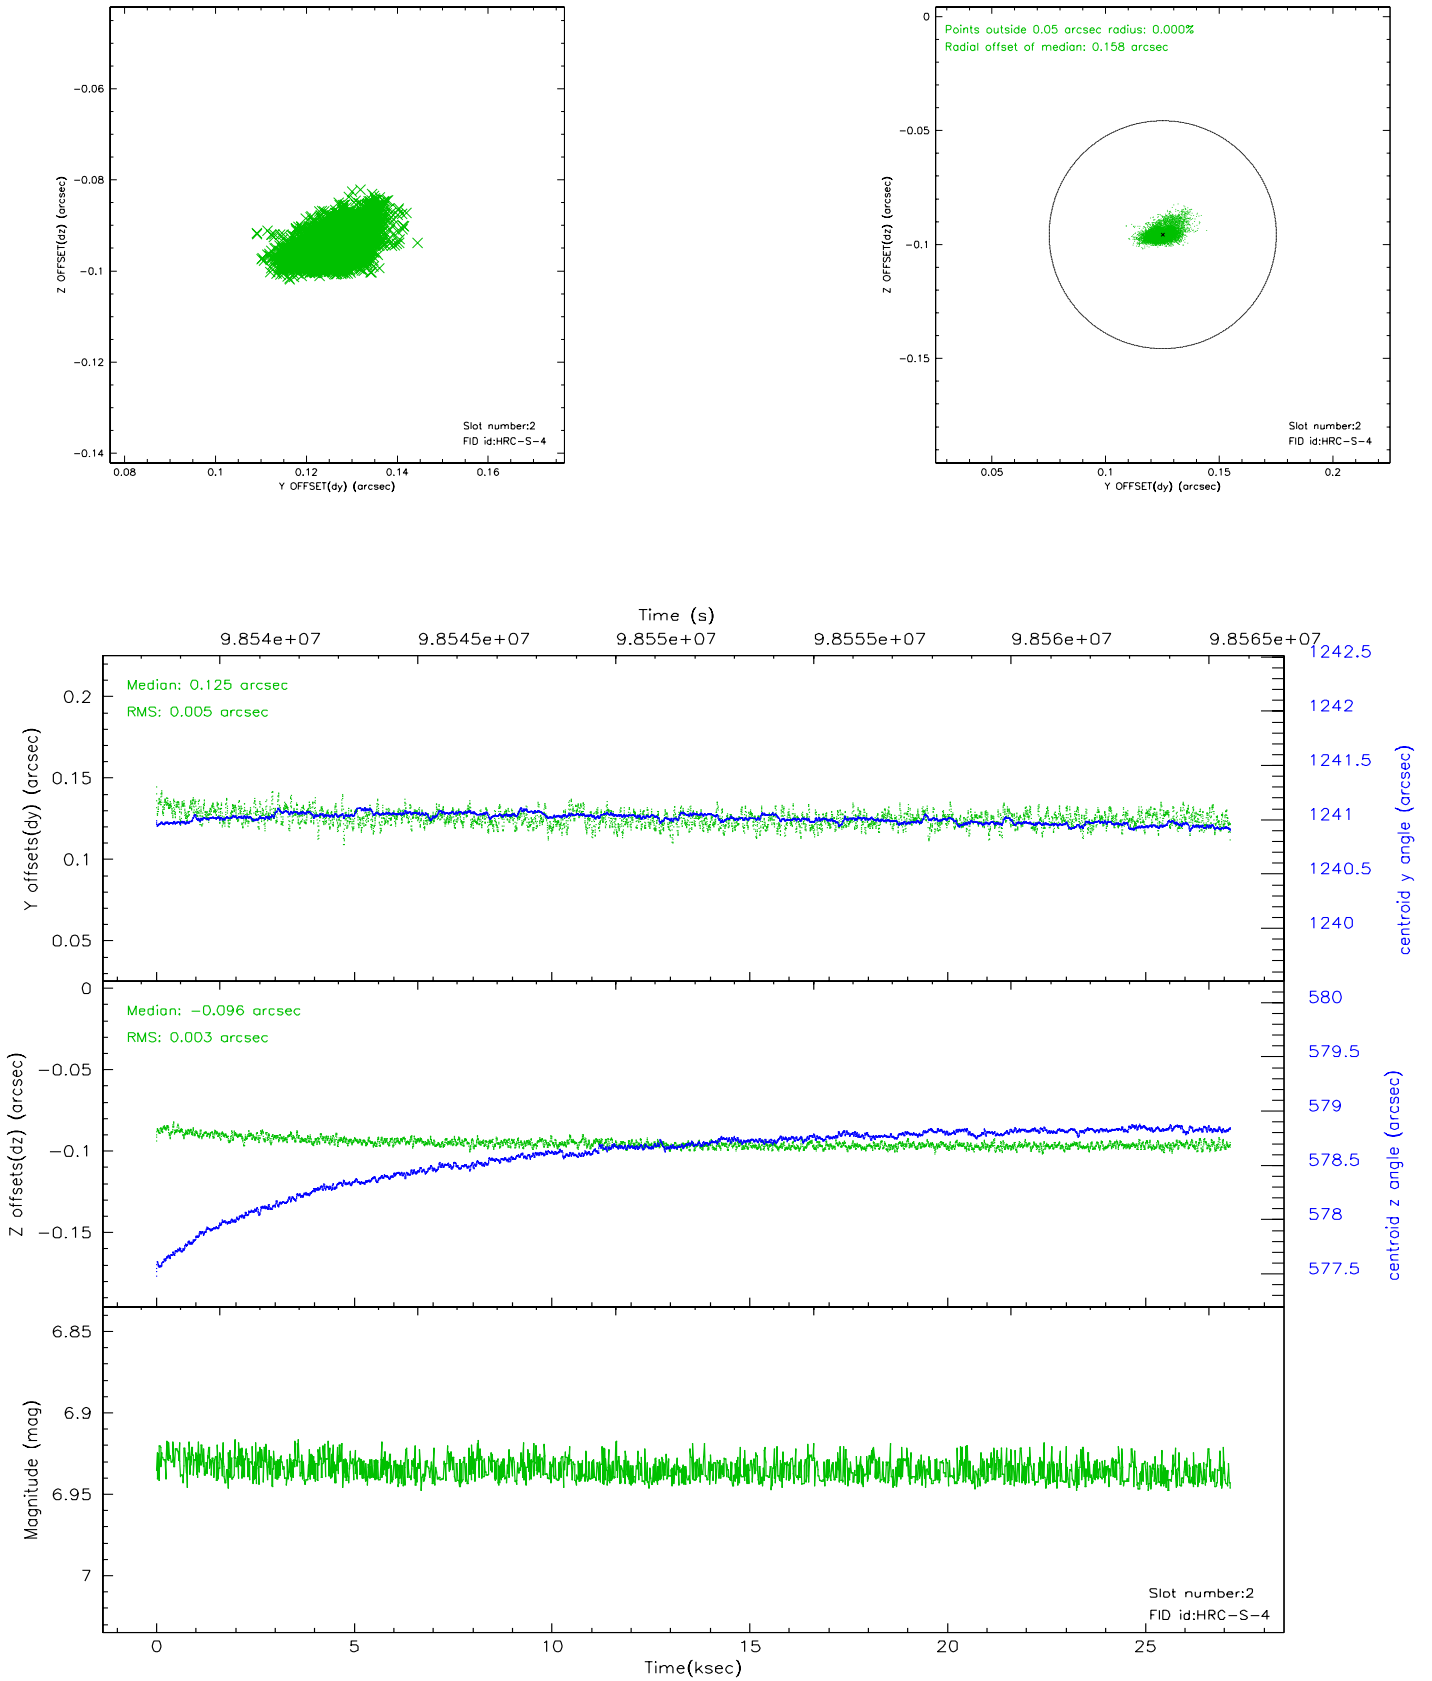 Points outside 0.05 arcsec radius: 0.000%
Radial offset of median: 0.158 arcsec
−0.06
−0.08
−0.1
−0.12
−0.14
Z OFFSET(dz) (arcsec)
0.08 0.1 0.12 0.14 0.16
Y OFFSET(dy) (arcsec)
Slot number:2
FID id:HRC−S−4
0
−0.05
−0.1
−0.15
Z OFFSET(dz) (arcsec)
0.05 0.1 0.15 0.2
Y OFFSET(dy) (arcsec)
Slot number:2
FID id:HRC−S−4
Time (s)
9.854e+07 9.8545e+07 9.855e+07 9.8555e+07 9.856e+07 9.8565e+07
Median: 0.125 arcsec
RMS: 0.005 arcsec
0.2
0.15
0.1
0.05
Y offsets(dy) (arcsec)
1242.5
1242
1241.5
1241
1240.5
1240
centroid y angle (arcsec)
Median: −0.096 arcsec
RMS: 0.003 arcsec
0
−0.05
−0.1
−0.15
Z offsets(dz) (arcsec)
580
579.5
579
578.5
578
577.5
centroid z angle (arcsec)
6.85
6.9
6.95
7
Magnitude (mag)
Slot number:2
FID id:HRC−S−4
0 5 10 15 20 25
Time(ksec)